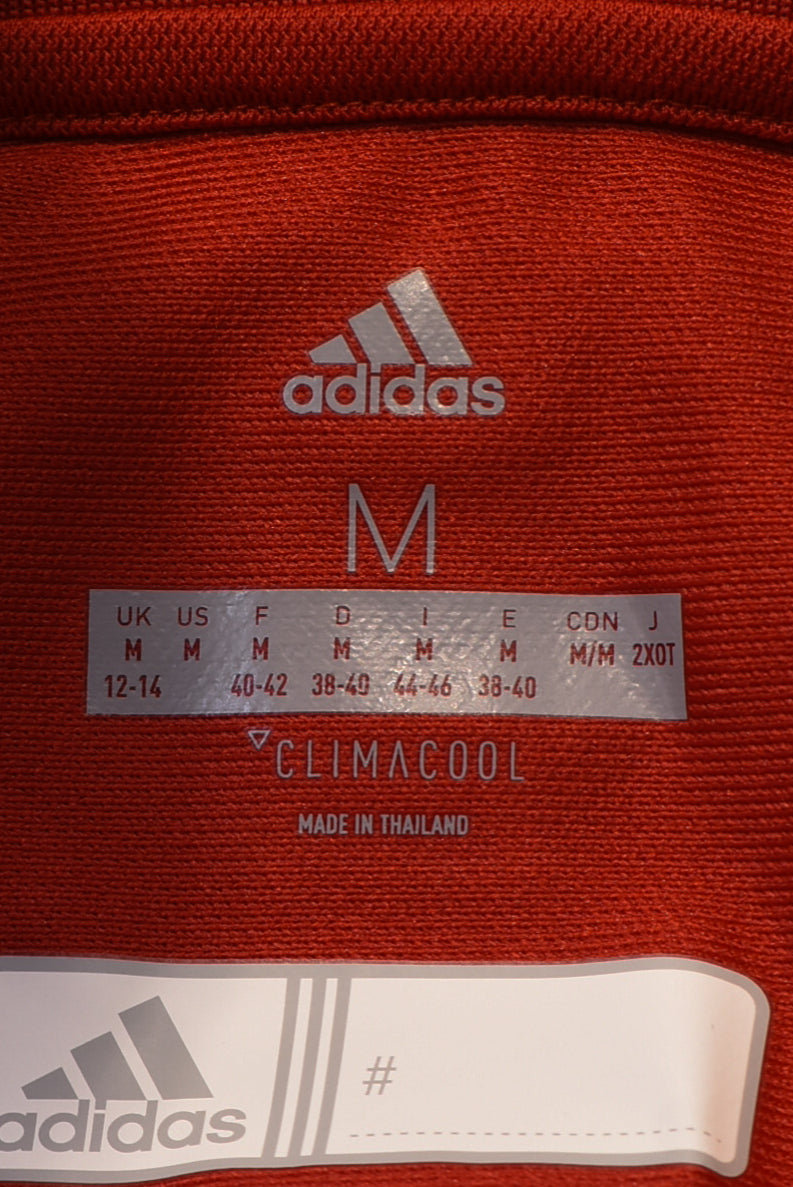 adidas
M
UK US F D I E CDN J
M M M M M M M/M 2XOT
12-14 40-42 38-40 44-46 38-40
CLIMACOOL
MADE IN THAILAND
adidas
#